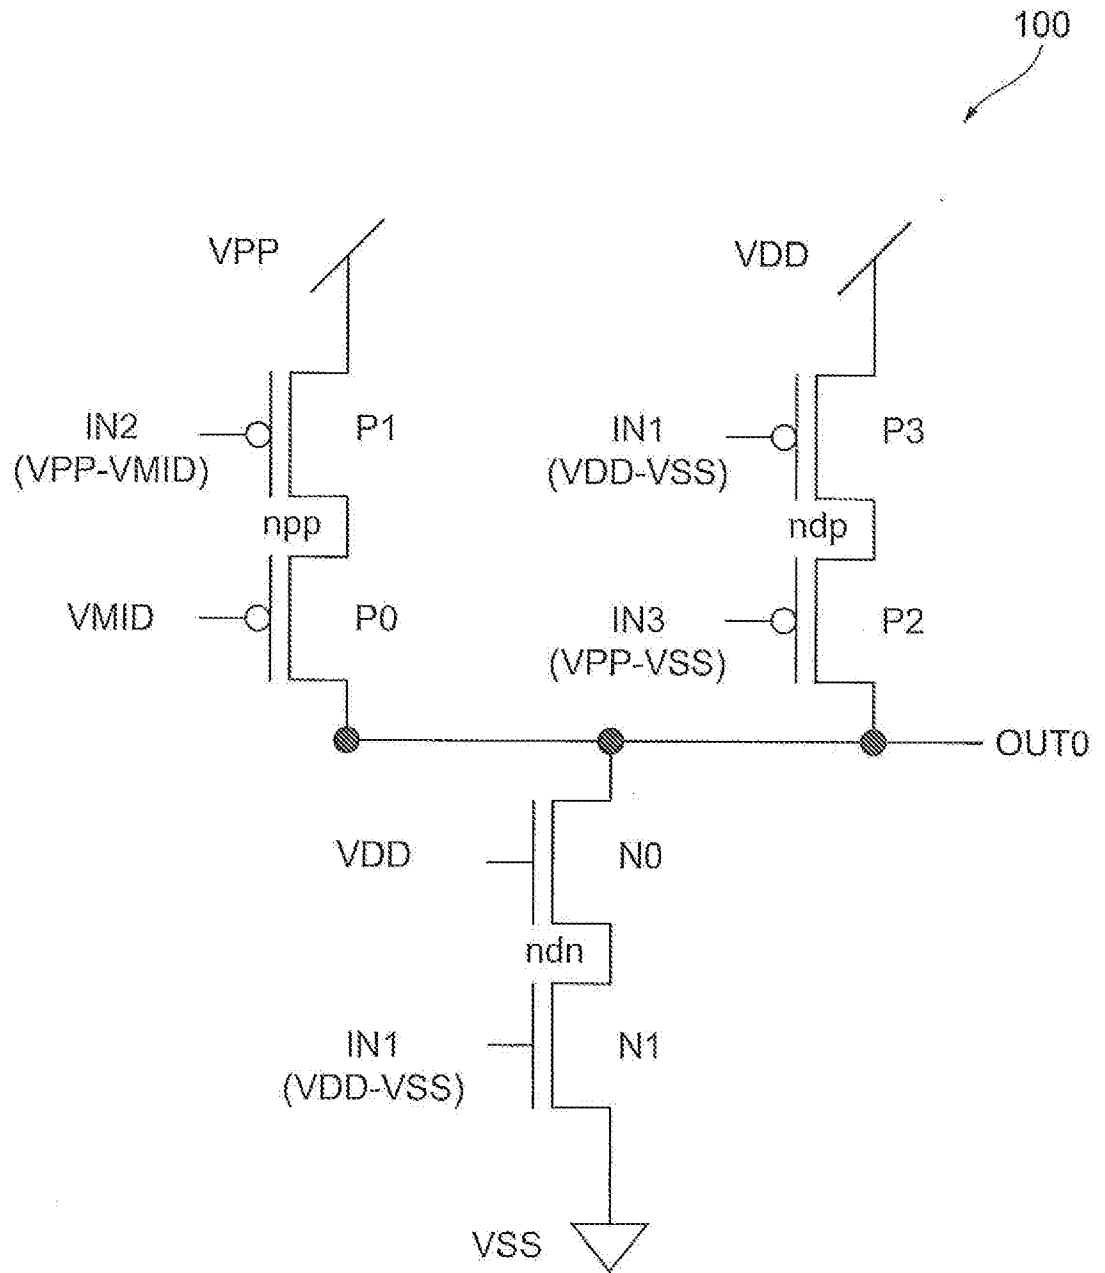 100
VPP
VDD
IN2
(VPP-VMID)
P1
IN1
(VDD-VSS)
P3
npp
ndp
VMID
P0
IN3
(VPP-VSS)
P2
OUT0
VDD
N0
ndn
IN1
(VDD-VSS)
N1
VSS